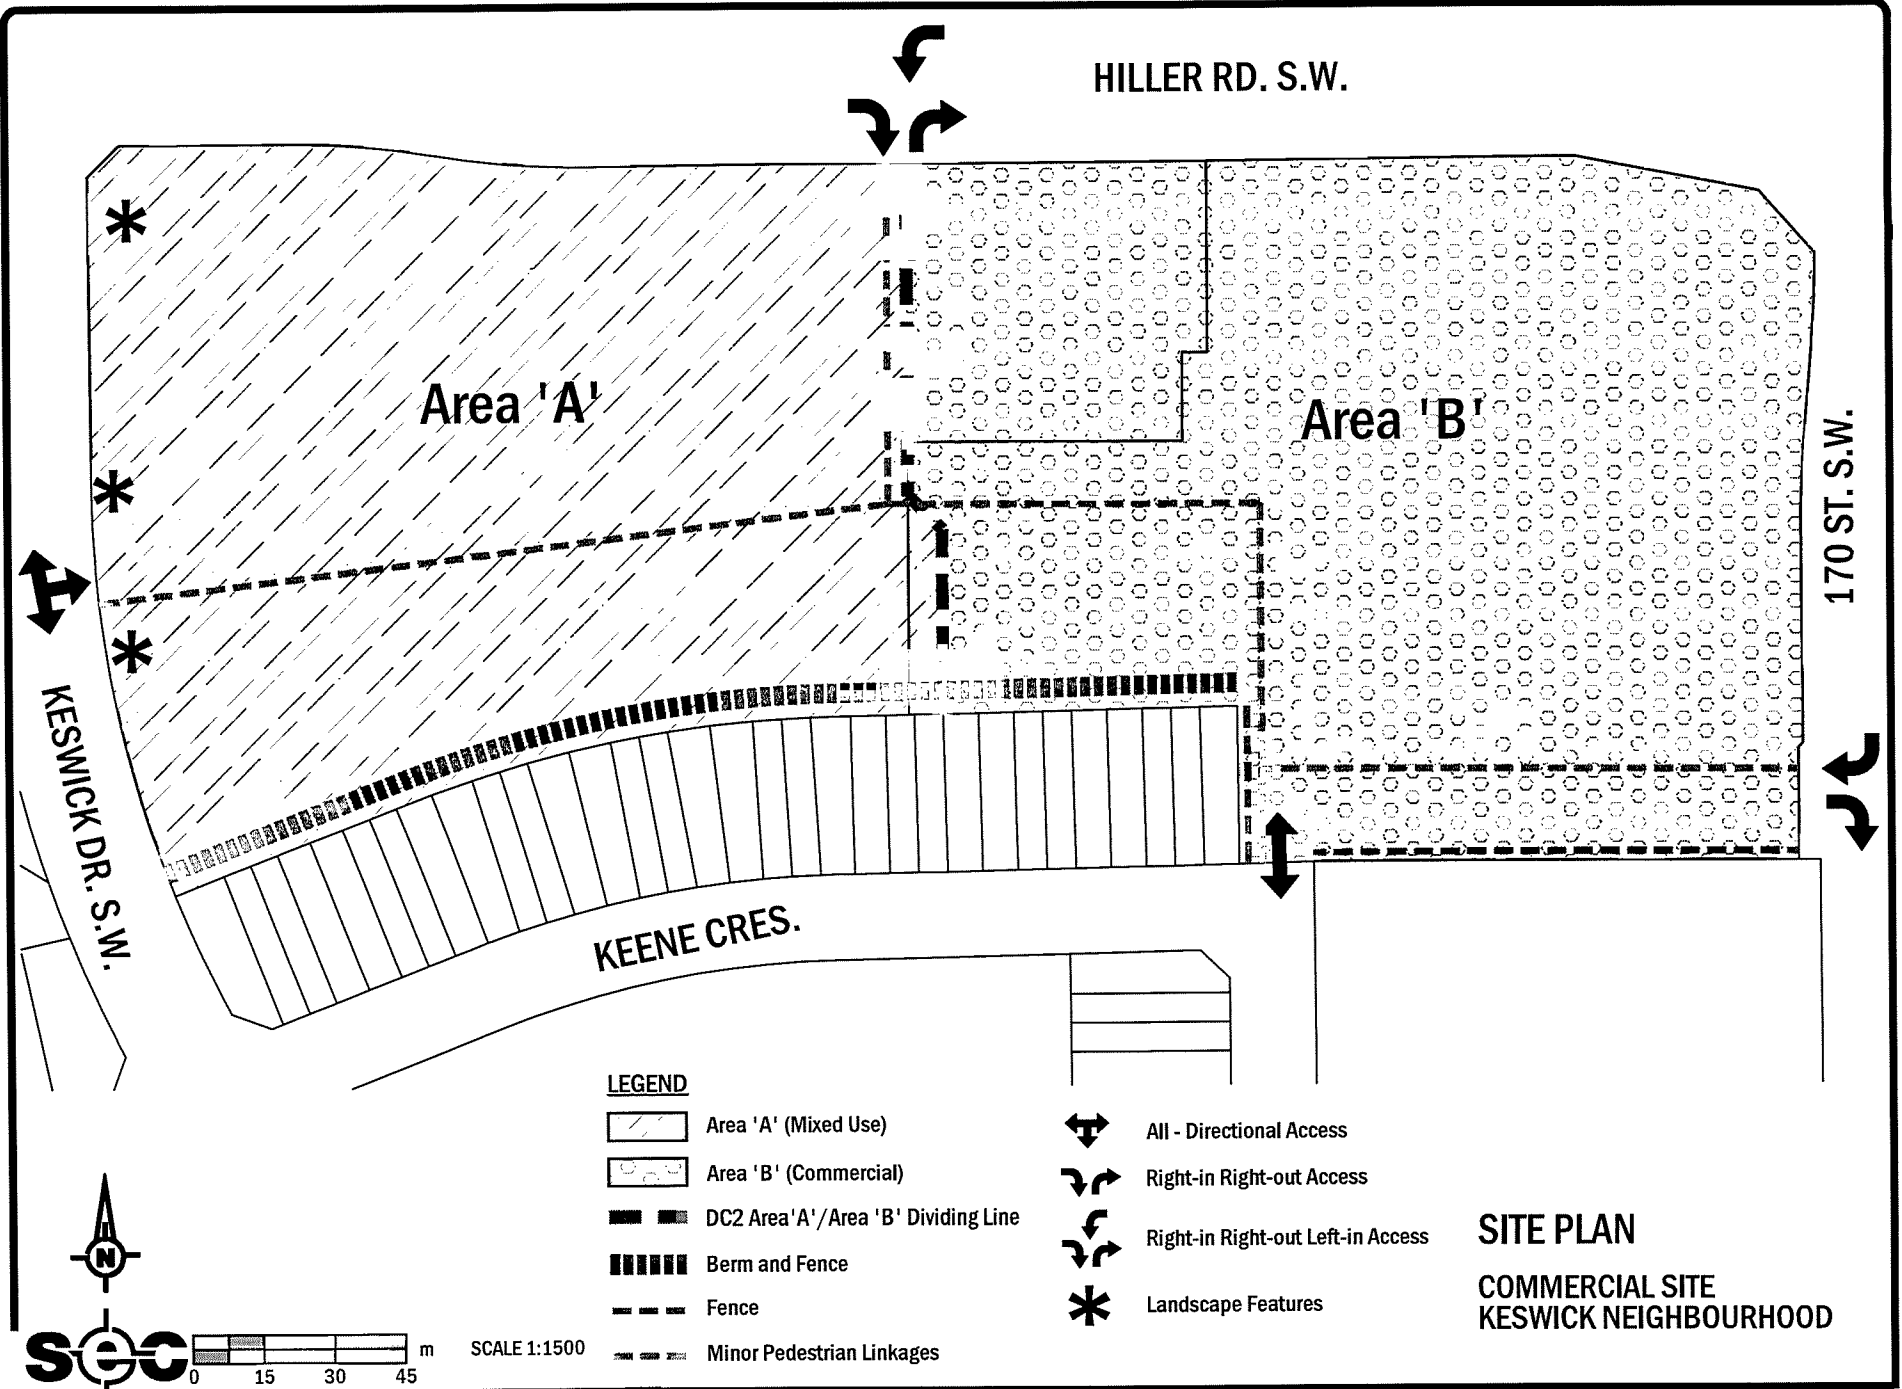 HILLER RD. S.W.
Area 'A'
Area 'B'
170 ST. S.W.
KESWICK DR. S.W.
KEENE CRES.
LEGEND
Area 'A' (Mixed Use)
Area 'B' (Commercial)
DC2 Area'A'/Area 'B' Dividing Line
Berm and Fence
Fence
Minor Pedestrian Linkages
All - Directional Access
Right-in Right-out Access
Right-in Right-out Left-in Access
Landscape Features
SITE PLAN
COMMERCIAL SITE
KESWICK NEIGHBOURHOOD
N
sec
0 15 30 45 m
SCALE 1:1500